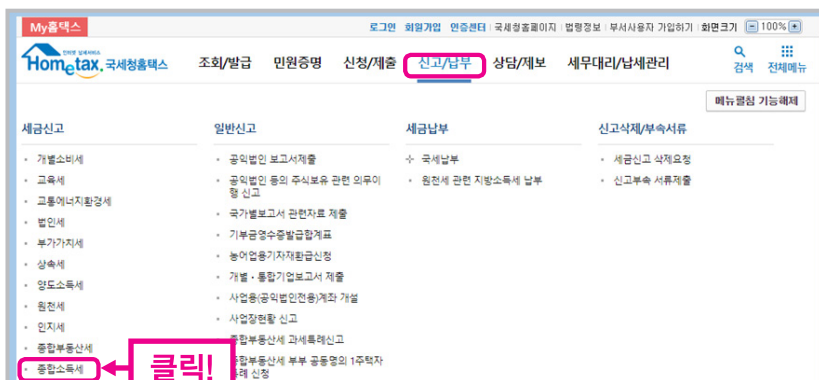 My홈택스
로그인 회원가입 인증센터 국세청홈페이지 법령정보 부서사용자 가입하기 화면크기 100%
Hometax. 국세청홈택스 조회/발급 민원증명 신청/제출 신고/납부 상담/제보 세무대리/납세관리 검색 전체메뉴
메뉴펼침 기능해제
세금신고
개별소비세
교육세
교통에너지환경세
법인세
부가가치세
상속세
양도소득세
원천세
인지세
종합부동산세
종합소득세
클릭!
일반신고
공익법인 보고서제출
공익법인 등의 주식보유 관련 의무이
행 신고
국가별보고서 관련자료 제출
기부금영수증발급합계표
농어업용기자재환급신청
개별・통합기업보고서 제출
사업용(공익법인전용)계좌 개설
사업장현황 신고
종합부동산세 과세특례신고
종합부동산세 부부 공동명의 1주택자
특례 신청
세금납부
국세납부
원천세 관련 지방소득세 납부
신고삭제/부속서류
세금신고 삭제요청
신고부속 서류제출